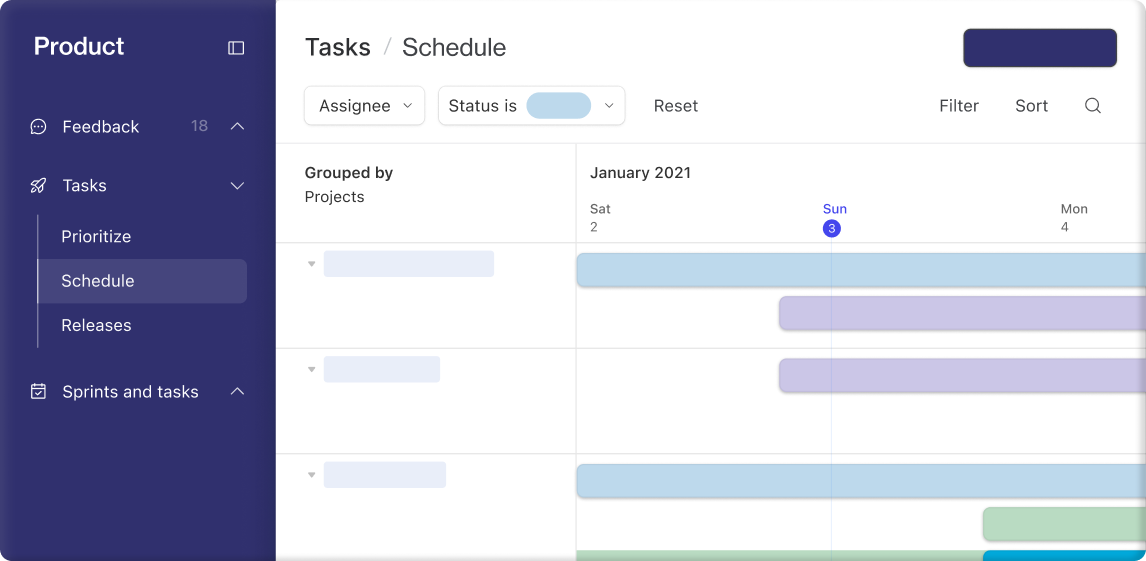 Product
Feedback 18
Tasks
Prioritize
Schedule
Releases
Sprints and tasks
Tasks / Schedule
Assignee
Status is
Reset
Filter
Sort
Grouped by
Projects
January 2021
Sat
2
Sun
3
Mon
4